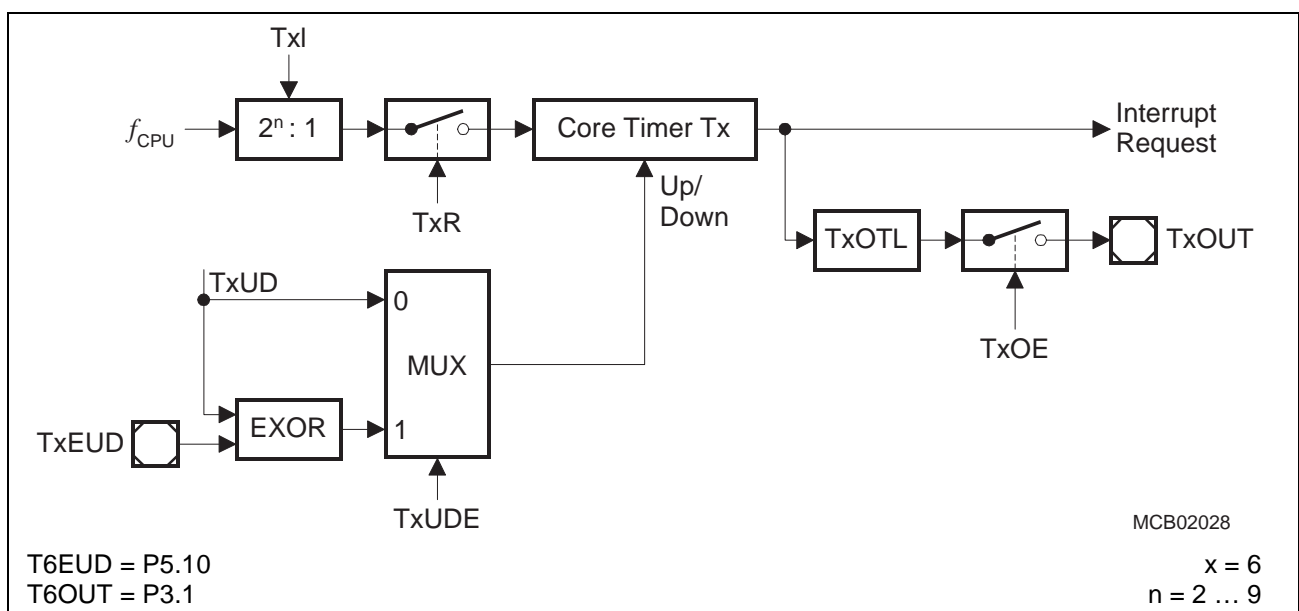 TxI
fCPU
2ⁿ : 1
Core Timer Tx
Interrupt
Request
TxR
Up/
Down
TxOTL
TxOUT
TxOE
TxUD
0
MUX
1
EXOR
TxEUD
TxUDE
MCB02028
T6EUD = P5.10
T6OUT = P3.1
x = 6
n = 2 … 9